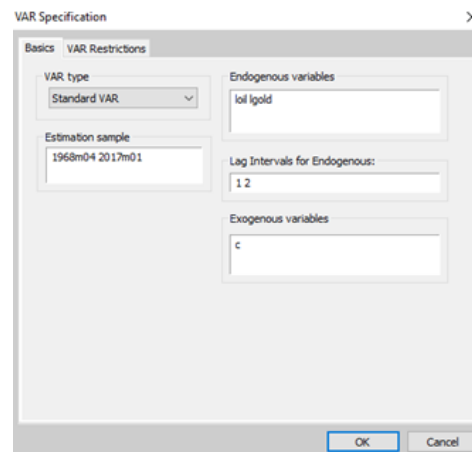 VAR Specification
Basics VAR Restrictions
VAR type
Standard VAR
Estimation sample
1968m04 2017m01
Endogenous variables
loil lgold
Lag Intervals for Endogenous:
1 2
Exogenous variables
c
OK Cancel